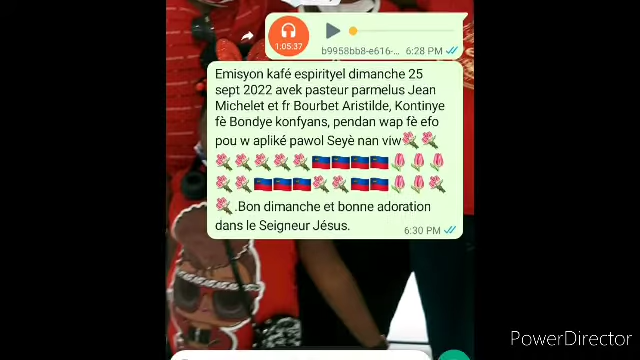 1:05:37
b9958bb8-e616-... 6:28 PM
Emisyon kafé espirityel dimanche 25
sept 2022 avek pasteur parmelus Jean
Michelet et fr Bourbet Aristilde, Kontinye
fè Bondye konfyans, pendan wap fè efo
pou w apliké pawol Seyè nan viw💐💐
💐💐💐💐💐🇭🇹🇭🇹🇭🇹🇭🇹🌷🌷🌷
💐💐🇭🇹🇭🇹🇭🇹💐💐🇭🇹🇭🇹🌷🌷💐
💐.Bon dimanche et bonne adoration
dans le Seigneur Jésus.
6:30 PM
PowerDirector